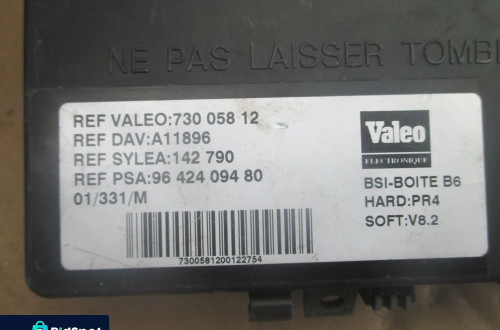 NE PAS LAISSER TOMB
REF VALEO:730 058 12
REF DAV:A11896
REF SYLEA:142 790
REF PSA:96 424 094 80
01/331/M
7300581200122754
Valeo
ELECTRONIQUE
BSI-BOITE B6
HARD:PR4
SOFT:V8.2
BidSpot